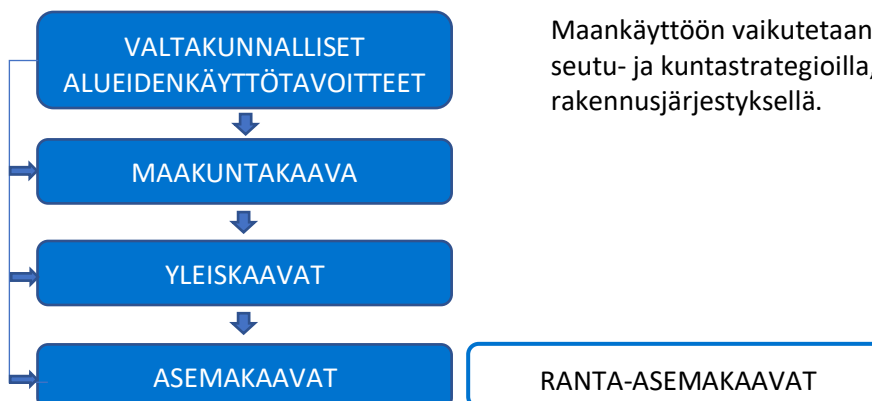 VALTAKUNNALLISET
ALUEIDENKÄYTTÖTAVOITTEET
Maankäyttöön vaikutetaan
seutu- ja kuntastrategioilla,
rakennusjärjestyksellä.
MAAKUNTAKAAVA
YLEISKAAVAT
ASEMAKAAVAT
RANTA-ASEMAKAAVAT